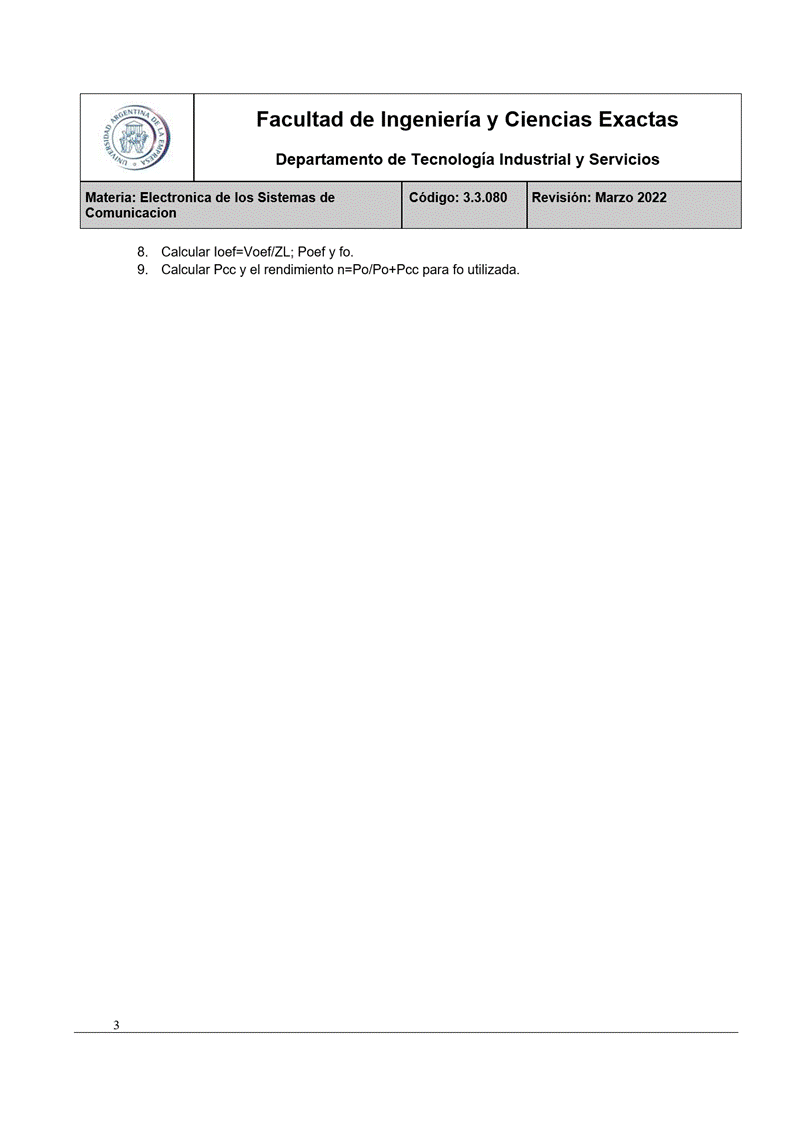 UNIVERSIDAD ARGENTINA DE LA EMPRESA
Facultad de Ingeniería y Ciencias Exactas
Departamento de Tecnología Industrial y Servicios
Materia: Electronica de los Sistemas de
Comunicacion
Código: 3.3.080
Revisión: Marzo 2022
8. Calcular Ioef=Voef/ZL; Poef y fo.
9. Calcular Pcc y el rendimiento n=Po/Po+Pcc para fo utilizada.
3